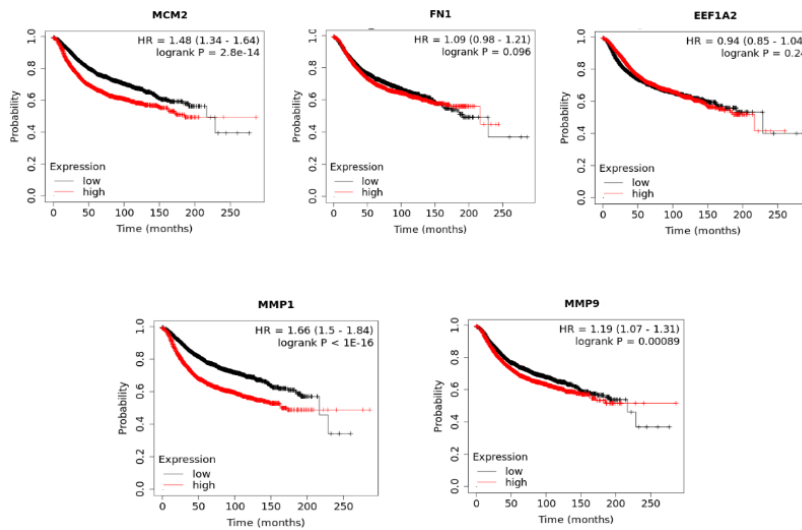 MCM2
HR = 1.48 (1.34 - 1.64)
logrank P = 2.8e-14
Probability
0.0 0.2 0.4 0.6 0.8 1.0
Expression
low
high
0 50 100 150 200 250
Time (months)
FN1
HR = 1.09 (0.98 - 1.21)
logrank P = 0.096
Probability
0.0 0.2 0.4 0.6 0.8 1.0
Expression
low
high
0 50 100 150 200 250
Time (months)
EEF1A2
HR = 0.94 (0.85 - 1.04
logrank P = 0.24
Probability
0.0 0.2 0.4 0.6 0.8 1.0
Expression
low
high
0 50 100 150 200 250
Time (months)
MMP1
HR = 1.66 (1.5 - 1.84)
logrank P < 1E-16
Probability
0.0 0.2 0.4 0.6 0.8 1.0
Expression
low
high
0 50 100 150 200 250
Time (months)
MMP9
HR = 1.19 (1.07 - 1.31)
logrank P = 0.00089
Probability
0.0 0.2 0.4 0.6 0.8 1.0
Expression
low
high
0 50 100 150 200 250
Time (months)